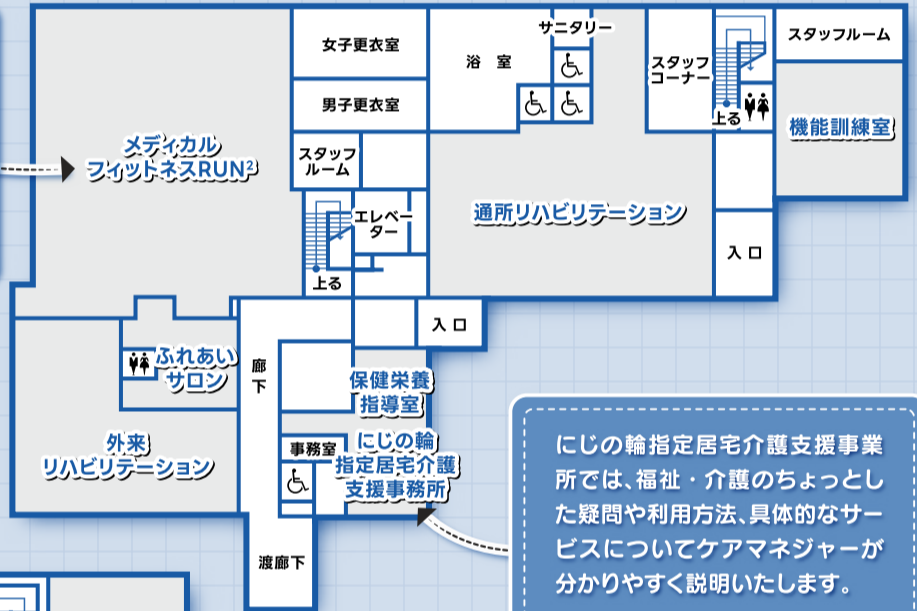 女子更衣室
男子更衣室
スタッフ
ルーム
浴 室
サニタリー
スタッフ
コーナー
上る
スタッフルーム
機能訓練室
メディカル
フィットネスRUN²
エレベー
ター
上る
通所リハビリテーション
入 口
入 口
廊
下
ふれあい
サロン
外来
リハビリテーション
保健栄養
指導室
事務室
にじの輪
指定居宅介護
支援事務所
渡廊下
にじの輪指定居宅介護支援事業
所では、福祉・介護のちょっとし
た疑問や利用方法、具体的なサー
ビスについてケアマネジャーが
分かりやすく説明いたします。